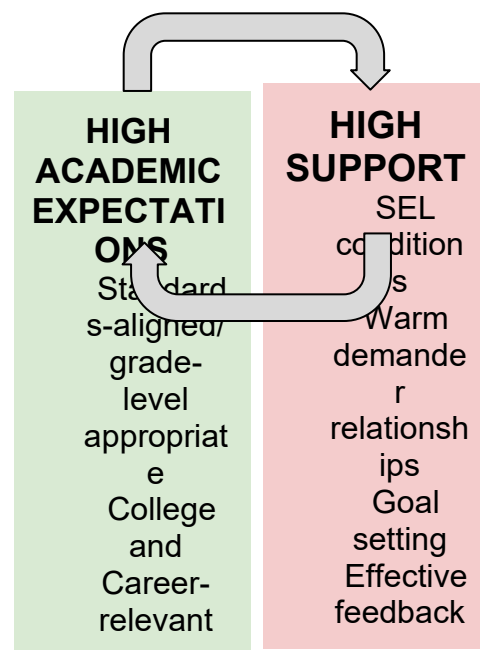 HIGH
ACADEMIC
EXPECTATI
ONS
Standard
s-aligned/
grade-
level
appropriat
e
College
and
Career-
relevant
HIGH
SUPPORT
SEL
condition
s
Warm
demande
r
relationsh
ips
Goal
setting
Effective
feedback